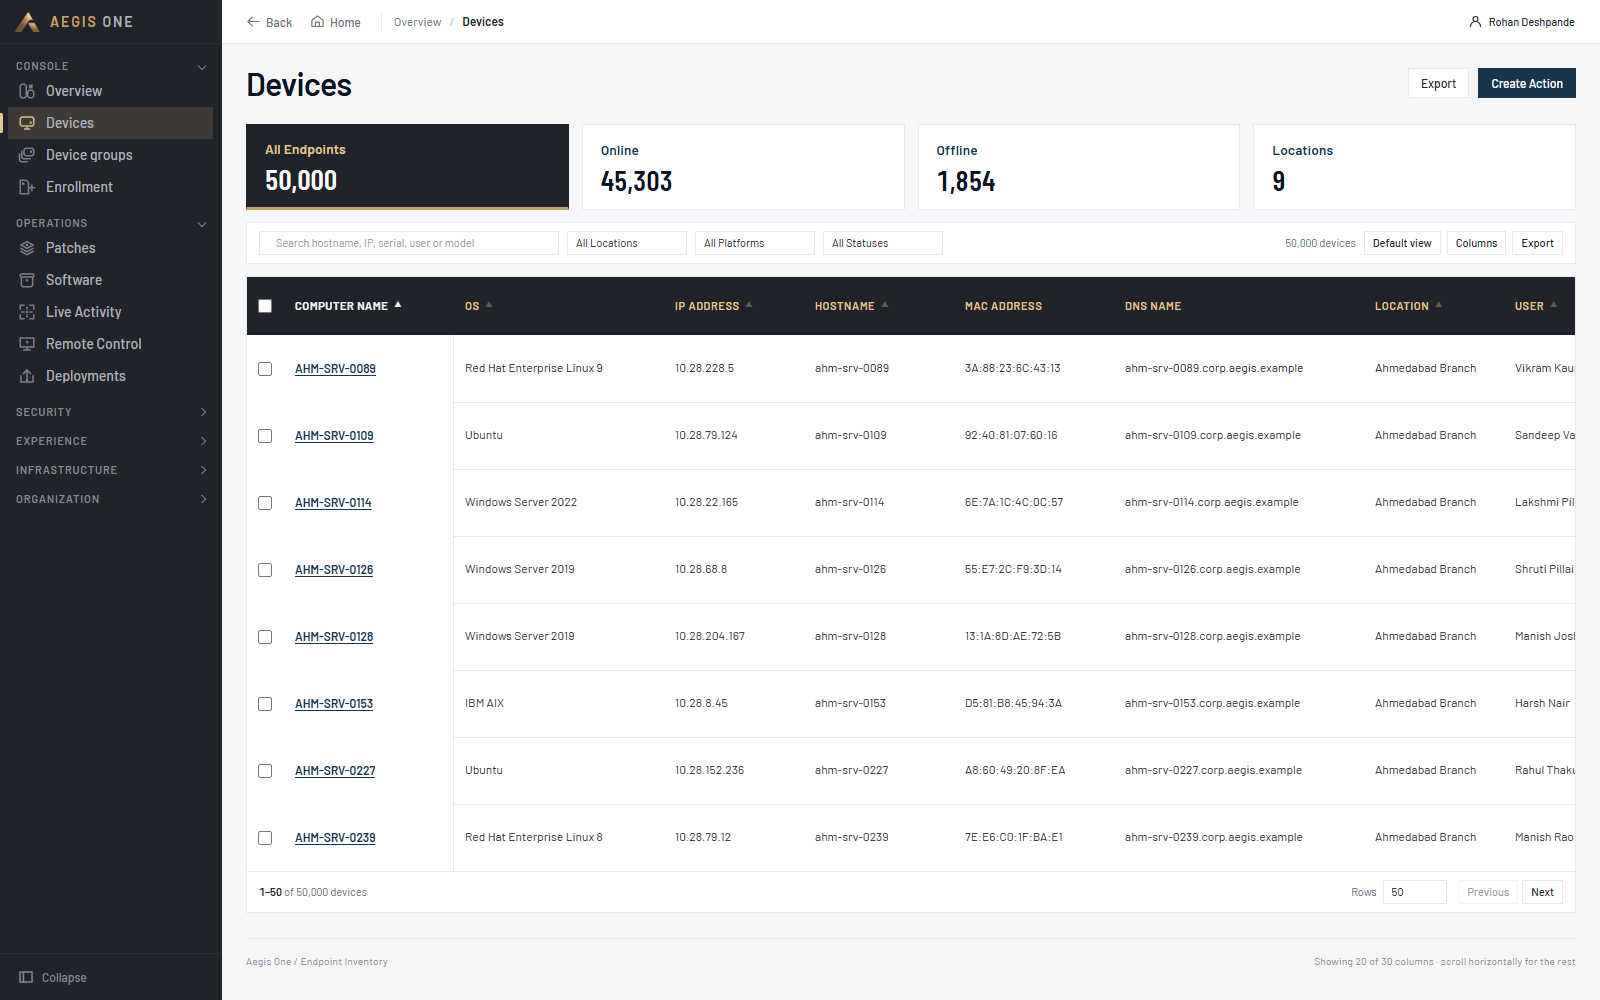 AEGIS ONE
Back
Home
Overview / Devices
Rohan Deshpande
CONSOLE
Overview
Devices
Device groups
Enrollment
OPERATIONS
Patches
Software
Live Activity
Remote Control
Deployments
SECURITY
EXPERIENCE
INFRASTRUCTURE
ORGANIZATION
Collapse
Devices
Export
Create Action
All Endpoints
50,000
Online
45,303
Offline
1,854
Locations
9
Search hostname, IP, serial, user or model
All Locations
All Platforms
All Statuses
50,000 devices
Default view
Columns
Export
COMPUTER NAME OS IP ADDRESS HOSTNAME MAC ADDRESS DNS NAME LOCATION USER
AHM-SRV-0089 Red Hat Enterprise Linux 9 10.28.228.5 ahm-srv-0089 3A:88:23:6C:43:13 ahm-srv-0089.corp.aegis.example Ahmedabad Branch Vikram
AHM-SRV-0109 Ubuntu 10.28.79.124 ahm-srv-0109 92:40:81:07:60:16 ahm-srv-0109.corp.aegis.example Ahmedabad Branch Sandeep
AHM-SRV-0114 Windows Server 2022 10.28.22.165 ahm-srv-0114 6E:7A:1C:4C:0C:57 ahm-srv-0114.corp.aegis.example Ahmedabad Branch Lakshmi
AHM-SRV-0126 Windows Server 2019 10.28.68.8 ahm-srv-0126 55:E7:2C:F9:3D:14 ahm-srv-0126.corp.aegis.example Ahmedabad Branch Shruti Pillai
AHM-SRV-0128 Windows Server 2019 10.28.204.167 ahm-srv-0128 13:1A:8D:AE:72:5B ahm-srv-0128.corp.aegis.example Ahmedabad Branch Manish
AHM-SRV-0153 IBM AIX 10.28.8.45 ahm-srv-0153 D5:81:B8:45:94:3A ahm-srv-0153.corp.aegis.example Ahmedabad Branch Harsh Nair
AHM-SRV-0227 Ubuntu 10.28.152.236 ahm-srv-0227 A8:60:49:20:8F:EA ahm-srv-0227.corp.aegis.example Ahmedabad Branch Rahul
AHM-SRV-0239 Red Hat Enterprise Linux 8 10.28.79.12 ahm-srv-0239 7E:E6:C0:1F:BA:E1 ahm-srv-0239.corp.aegis.example Ahmedabad Branch Manish Rao
1–50 of 50,000 devices
Rows 50 Previous Next
Aegis One / Endpoint Inventory
Showing 20 of 30 columns · scroll horizontally for the rest